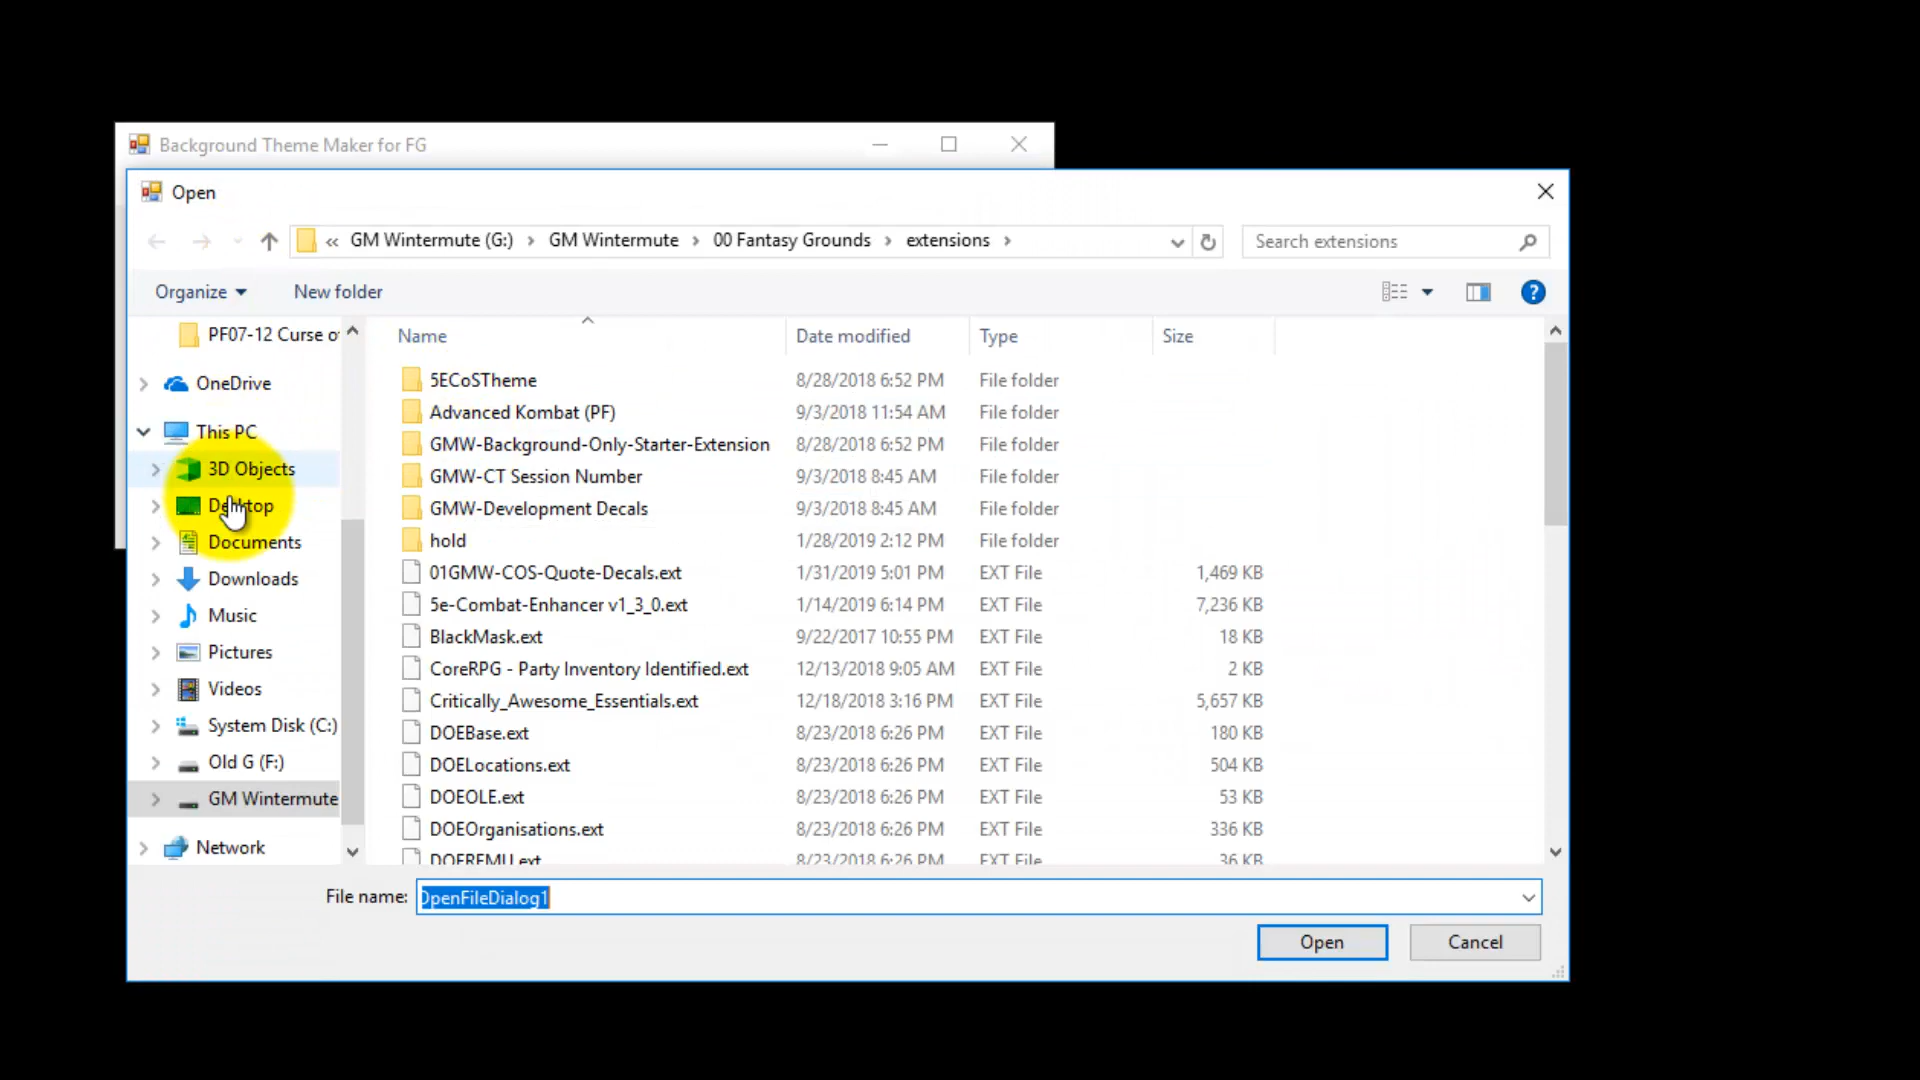 Background Theme Maker for FG
Open
« GM Wintermute (G:) › GM Wintermute › 00 Fantasy Grounds › extensions ›
Search extensions
Organize
New folder
PF07-12 Curse o
OneDrive
This PC
3D Objects
Desktop
Documents
Downloads
Music
Pictures
Videos
System Disk (C:)
Old G (F:)
GM Wintermute
Network
Name Date modified Type Size
5ECoSTheme 8/28/2018 6:52 PM File folder
Advanced Kombat (PF) 9/3/2018 11:54 AM File folder
GMW-Background-Only-Starter-Extension 8/28/2018 6:52 PM File folder
GMW-CT Session Number 9/3/2018 8:45 AM File folder
GMW-Development Decals 9/3/2018 8:45 AM File folder
hold 1/28/2019 2:12 PM File folder
01GMW-COS-Quote-Decals.ext 1/31/2019 5:01 PM EXT File 1,469 KB
5e-Combat-Enhancer v1_3_0.ext 1/14/2019 6:14 PM EXT File 7,236 KB
BlackMask.ext 9/22/2017 10:55 PM EXT File 18 KB
CoreRPG - Party Inventory Identified.ext 12/13/2018 9:05 AM EXT File 2 KB
Critically_Awesome_Essentials.ext 12/18/2018 3:16 PM EXT File 5,657 KB
DOEBase.ext 8/23/2018 6:26 PM EXT File 180 KB
DOELocations.ext 8/23/2018 6:26 PM EXT File 504 KB
DOEOLE.ext 8/23/2018 6:26 PM EXT File 53 KB
DOEOrganisations.ext 8/23/2018 6:26 PM EXT File 336 KB
8/23/2018 6:26 PM EXT File 36 KB
File name: OpenFileDialog1
Open
Cancel